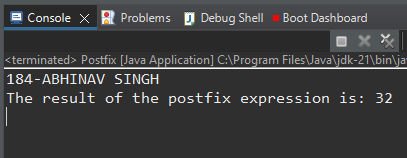 Console Problems Debug Shell Boot Dashboard
<terminated> Postfix [Java Application] C:\Program Files\Java\jdk-21\bin\ja
184-ABHINAV SINGH
The result of the postfix expression is: 32